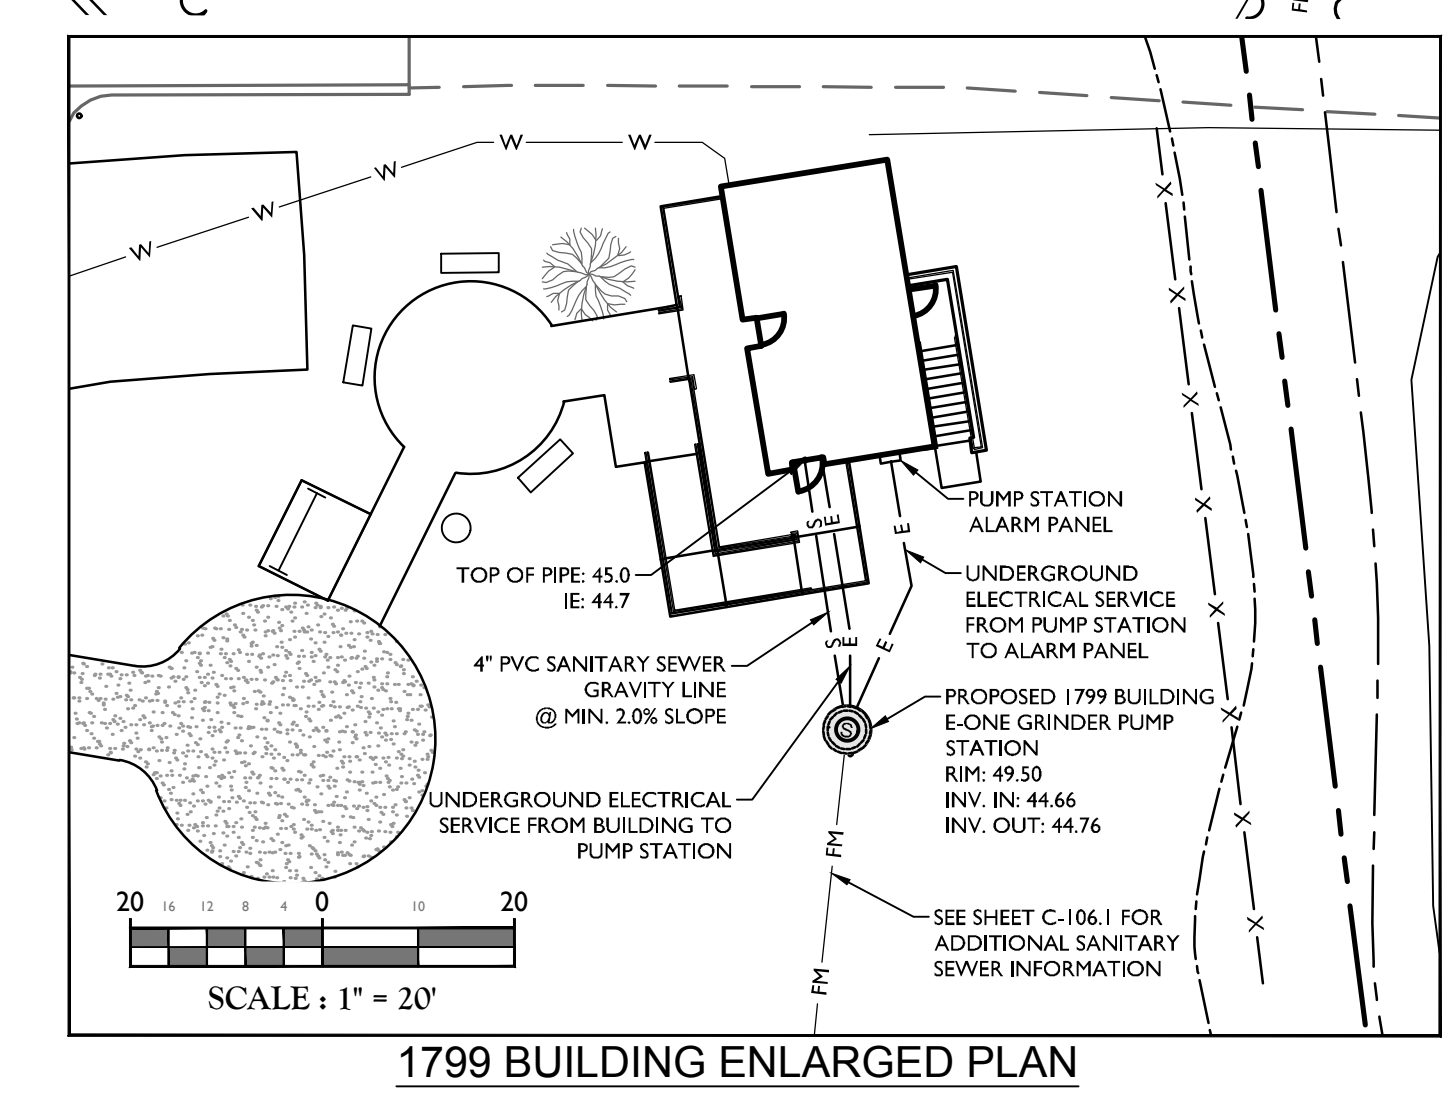 W
W
W
W
W
X
X
X
X
X
X
X
X
PUMP STATION
ALARM PANEL
S
E
E
TOP OF PIPE: 45.0
IE: 44.7
UNDERGROUND
ELECTRICAL SERVICE
FROM PUMP STATION
TO ALARM PANEL
S
E
E
4" PVC SANITARY SEWER
GRAVITY LINE
@ MIN. 2.0% SLOPE
S
PROPOSED 1799 BUILDING
E-ONE GRINDER PUMP
STATION
RIM: 49.50
INV. IN: 44.66
INV. OUT: 44.76
UNDERGROUND ELECTRICAL
SERVICE FROM BUILDING TO
PUMP STATION
FM
SEE SHEET C-106.1 FOR
ADDITIONAL SANITARY
SEWER INFORMATION
FM
20 16 12 8 4 0 10 20
SCALE : 1" = 20'
1799 BUILDING ENLARGED PLAN